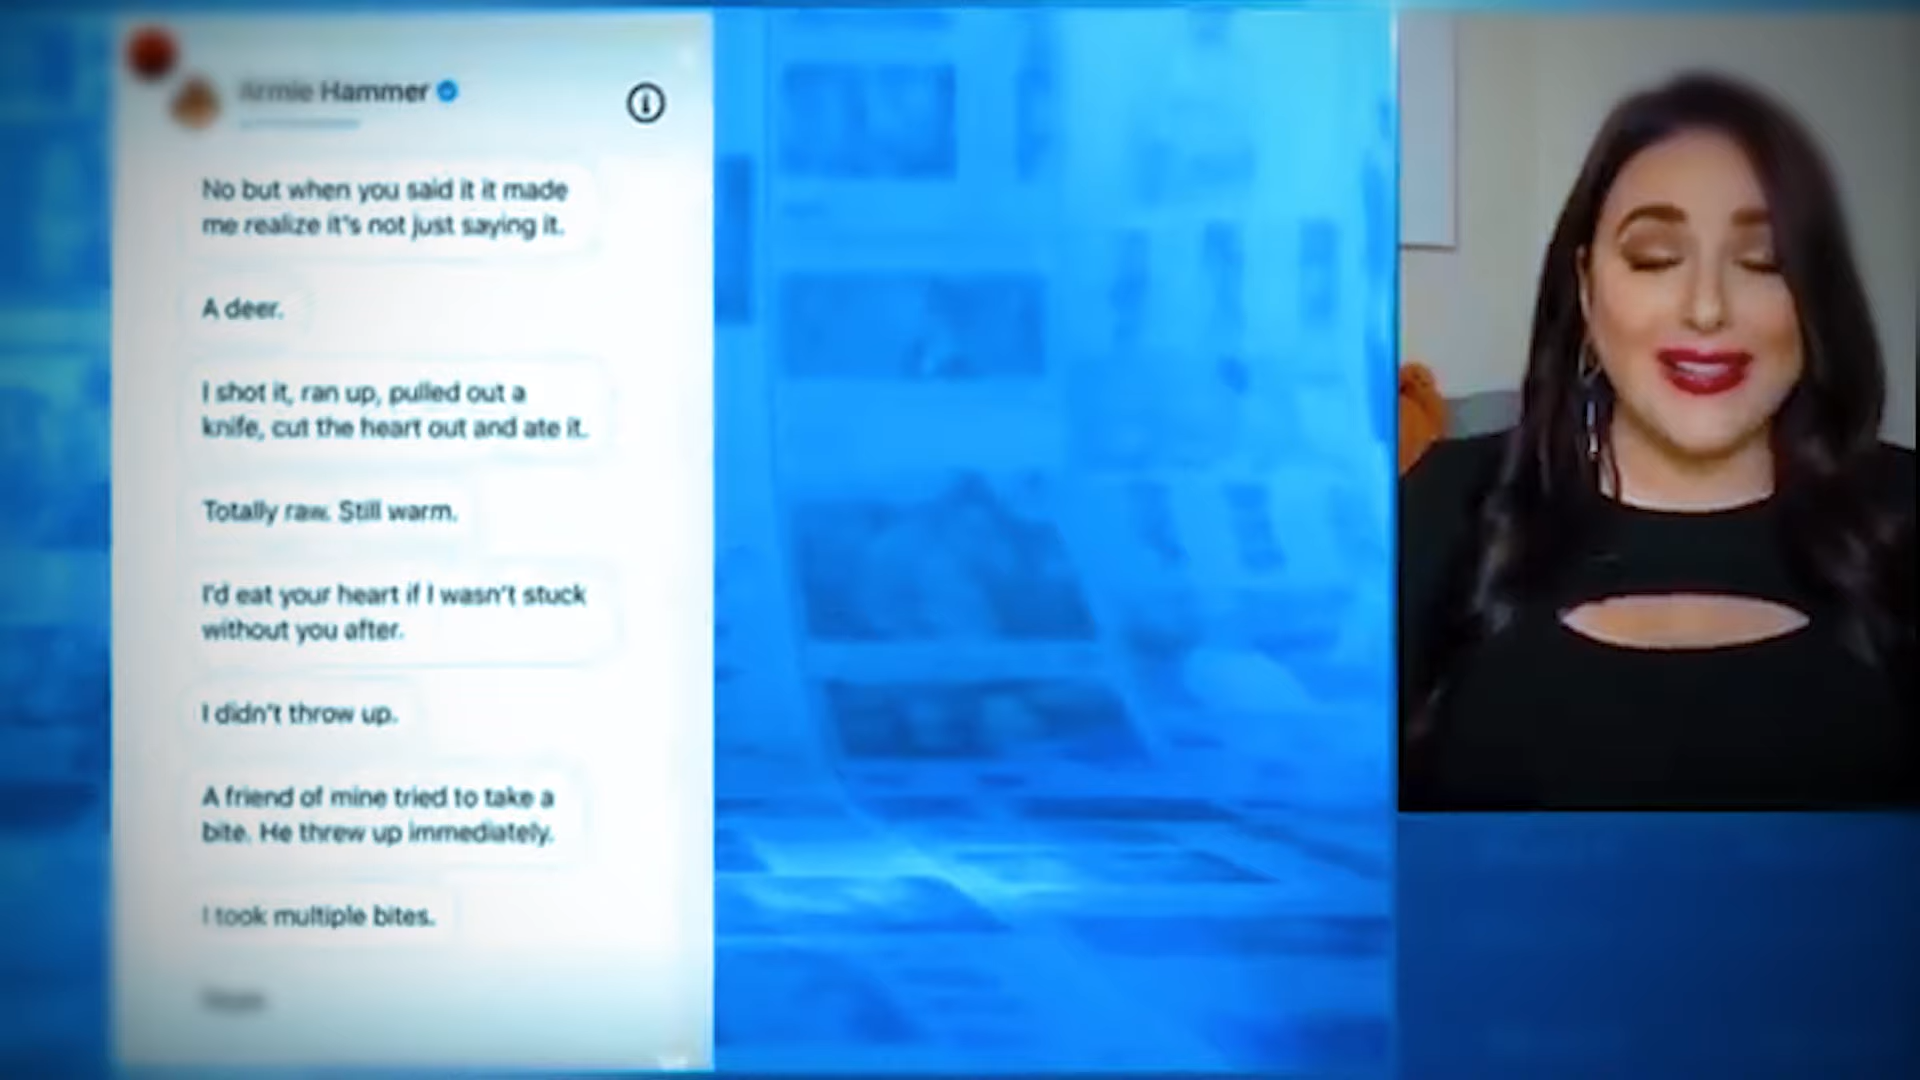 Armie Hammer
No but when you said it it made
me realize it's not just saying it.
A deer.
I shot it, ran up, pulled out a
knife, cut the heart out and ate it.
Totally raw. Still warm.
I'd eat your heart if I wasn't stuck
without you after.
I didn't throw up.
A friend of mine tried to take a
bite. He threw up immediately.
I took multiple bites.